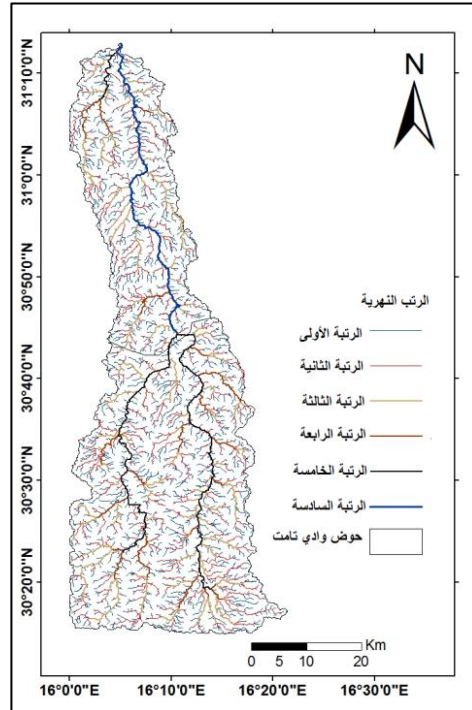 N
31°10'0"N
31°0'0"N
30°50'0"N
30°40'0"N
30°30'0"N
30°20'0"N
الرتب النهرية
الرتبة الأولى
الرتبة الثانية
الرتبة الثالثة
الرتبة الرابعة
الرتبة الخامسة
الرتبة السادسة
حوض وادي تامت
Km
0 5 10 20
16°0'0"E 16°10'0"E 16°20'0"E 16°30'0"E